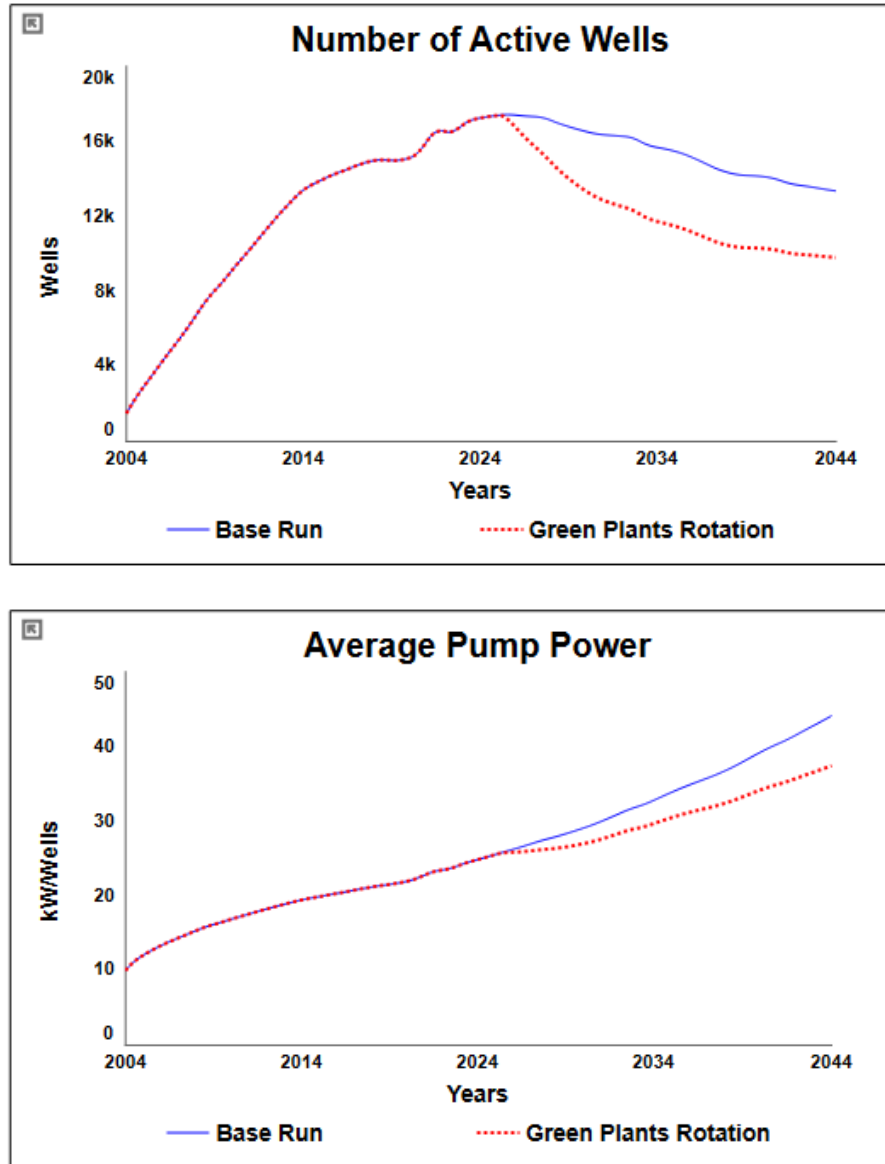 Number of Active Wells
20k
16k
12k
8k
4k
0
Wells
2004 2014 2024 2034 2044
Years
Base Run Green Plants Rotation
Average Pump Power
50
40
30
20
10
0
kW/Wells
2004 2014 2024 2034 2044
Years
Base Run Green Plants Rotation